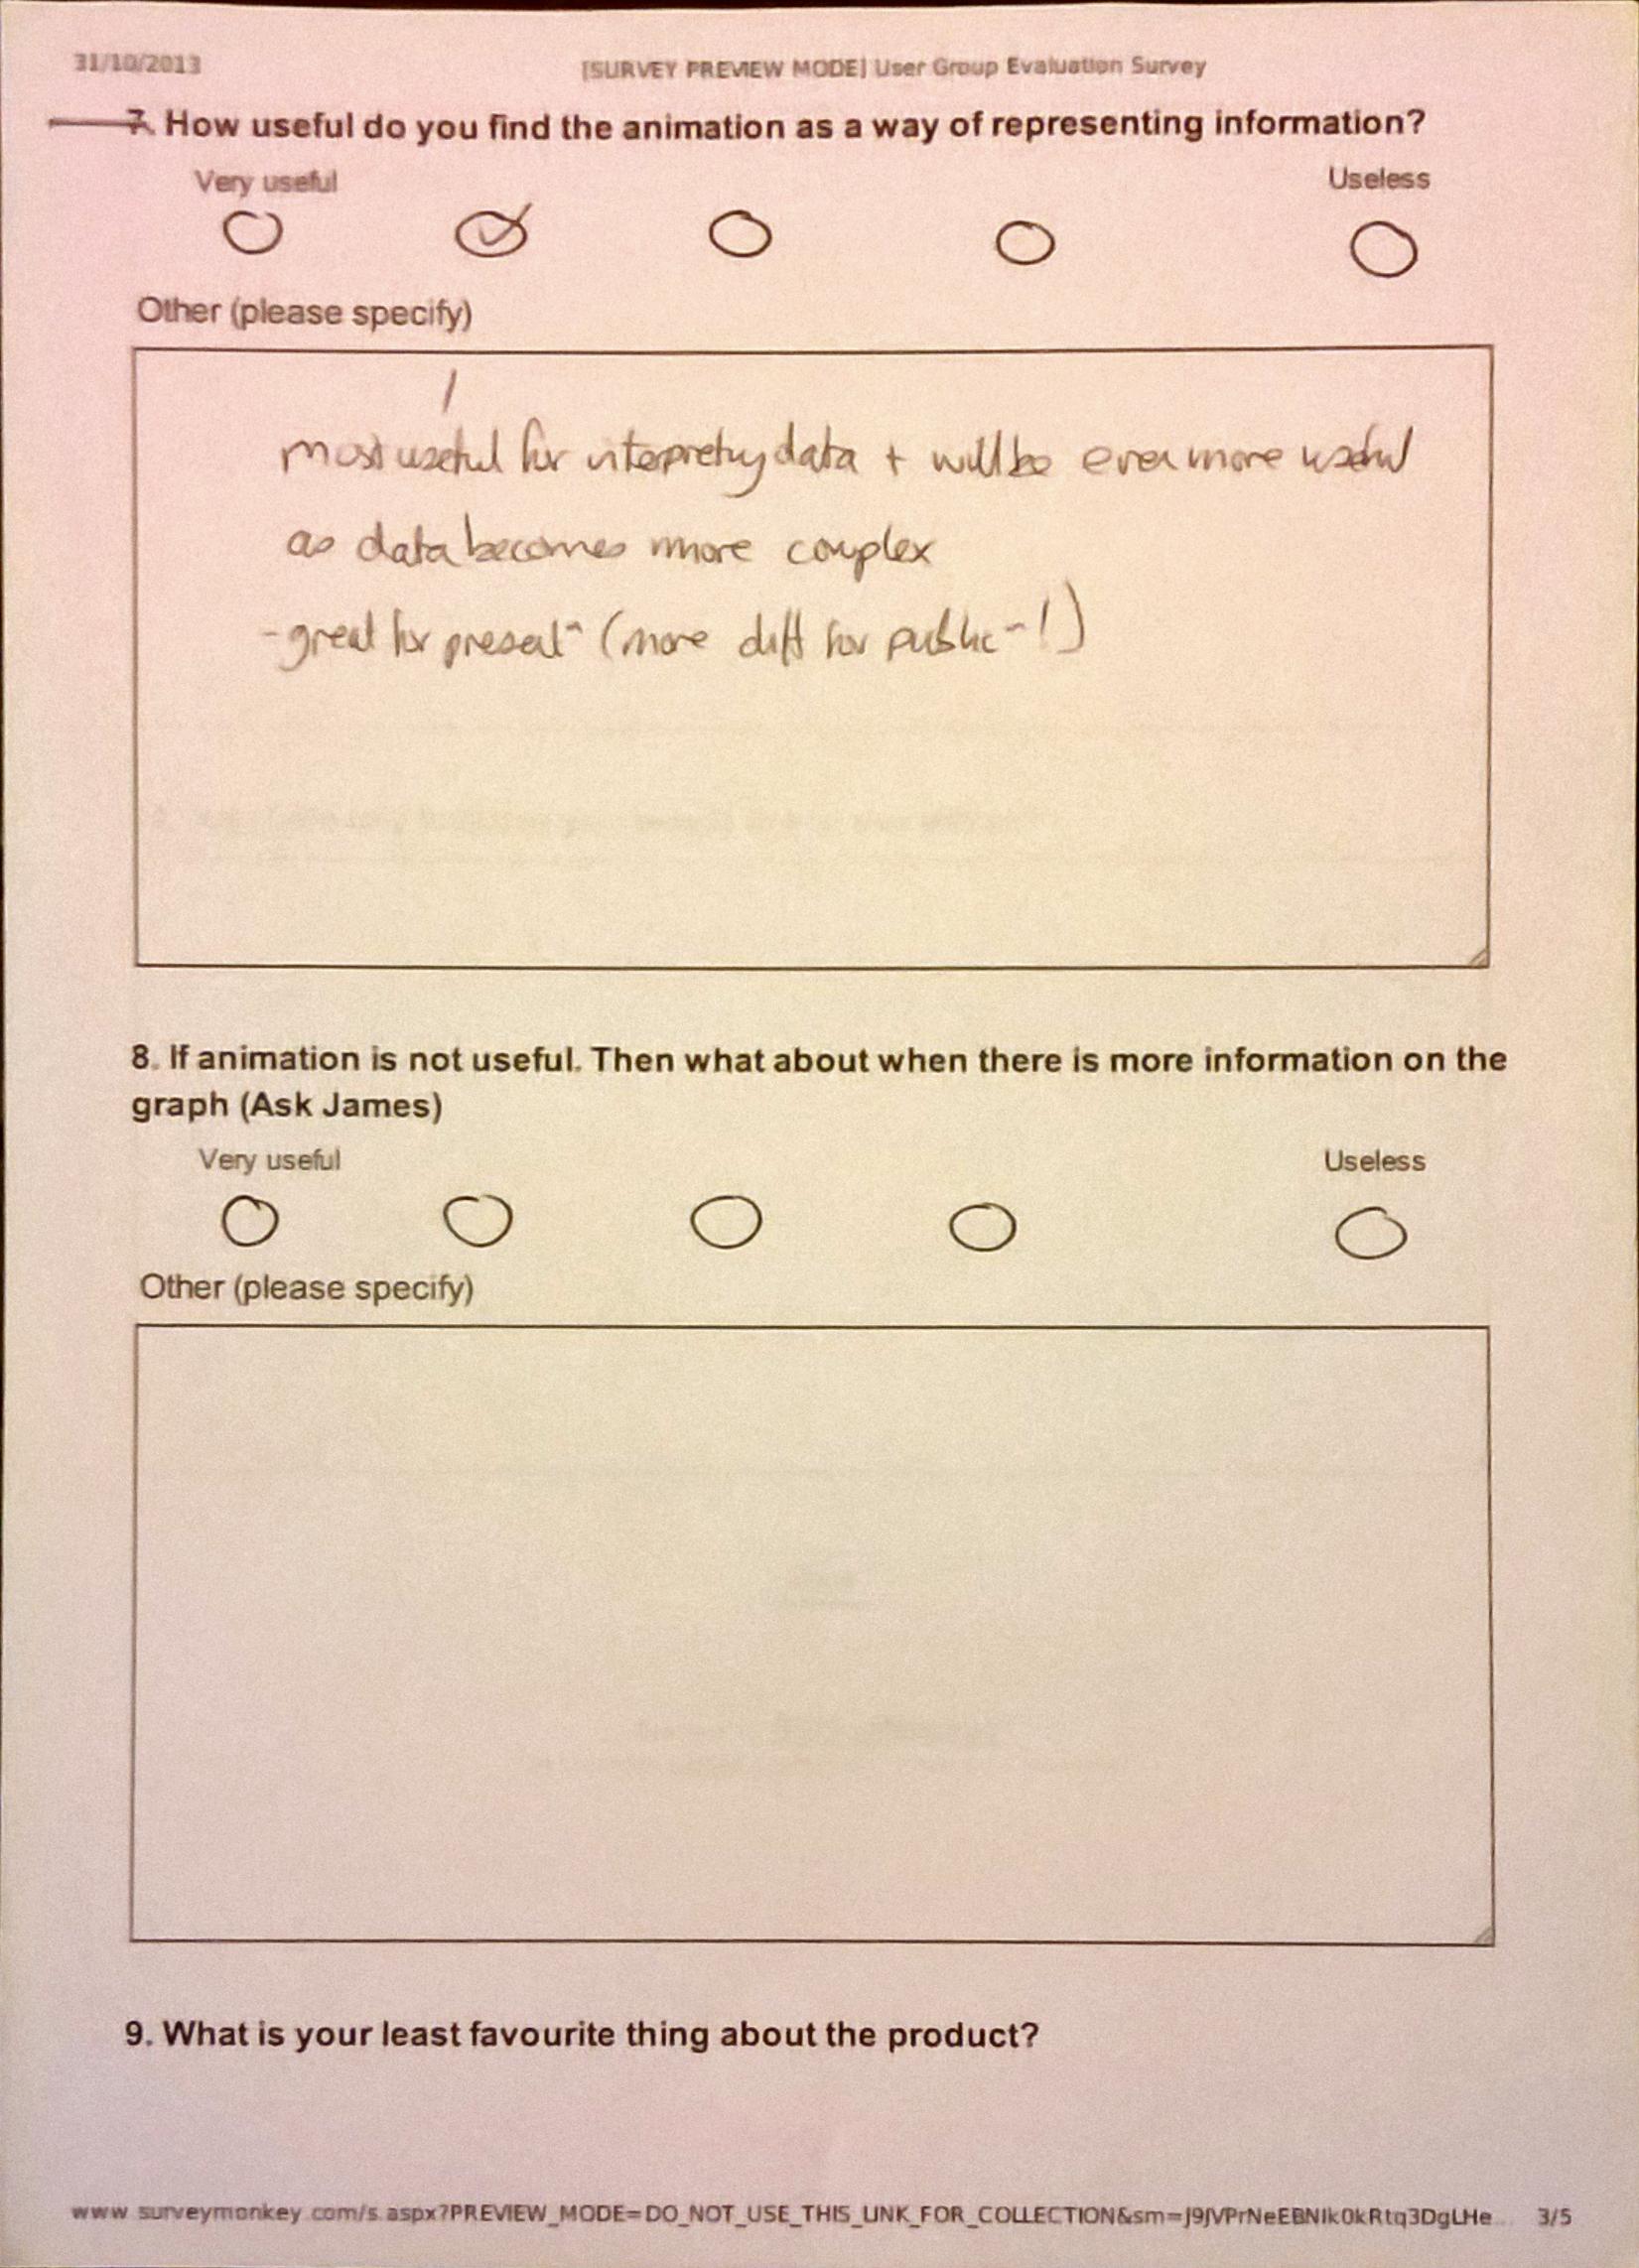 31/10/2013
[SURVEY PREVIEW MODE] User Group Evaluation Survey
7. How useful do you find the animation as a way of representing information?
Very useful Useless
Other (please specify)
most useful for interpreting data + will be even more useful
as data becomes more complex
- great for present^n (more diff for public^n!)
8. If animation is not useful. Then what about when there is more information on the
graph (Ask James)
Very useful Useless
Other (please specify)
9. What is your least favourite thing about the product?
www.surveymonkey.com/s.aspx?PREVIEW_MODE=DO_NOT_USE_THIS_LINK_FOR_COLLECTION&sm=J9JVPrNeEBNIk0kRtq3DgLHe... 3/5